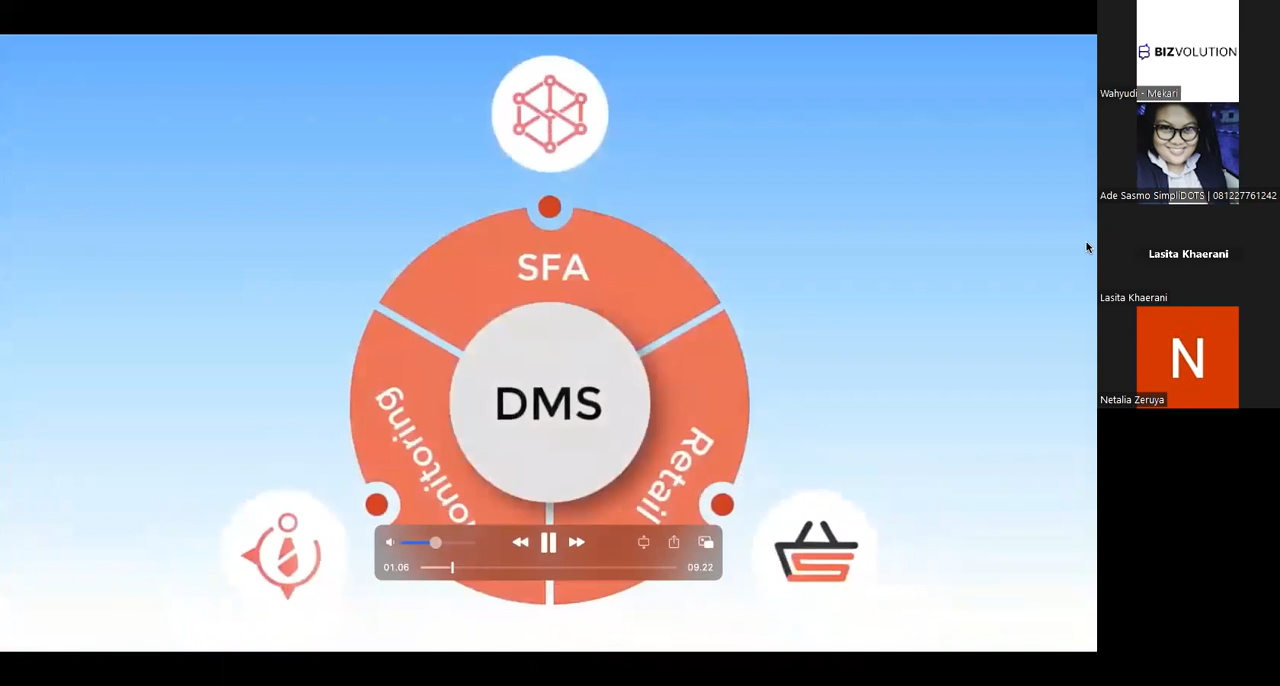 SFA
DMS
onitoring
Retail
01.06
09.22
BIZVOLUTION
Wahyudi - Mekari
Ade Sasmo SimpliDOTS | 081227761242
Lasita Khaerani
Lasita Khaerani
N
Netalia Zeruya